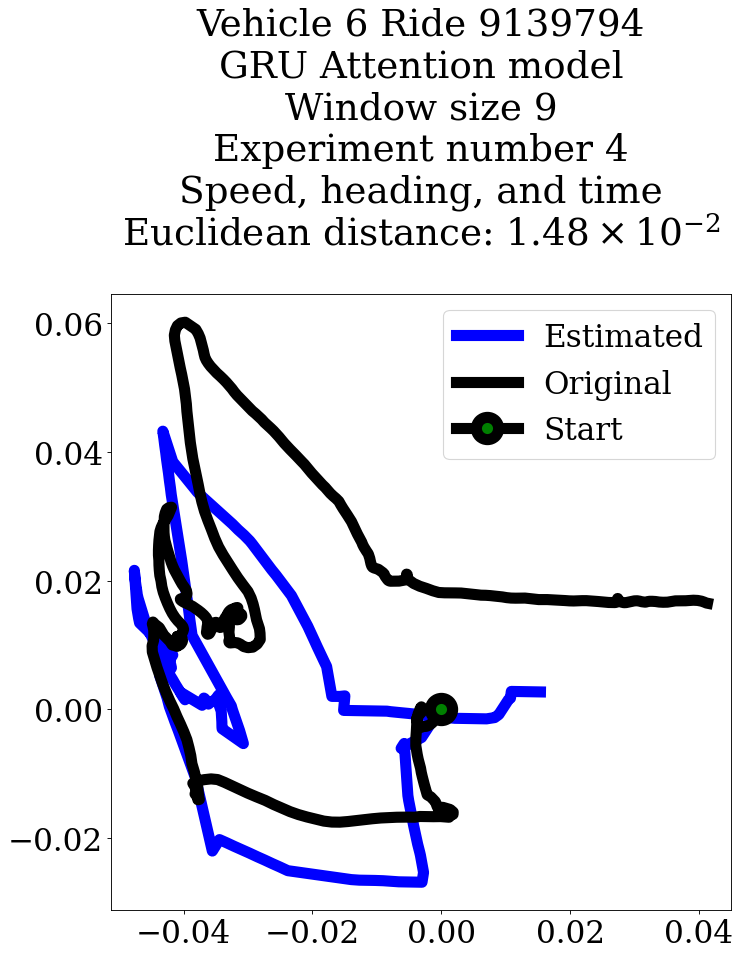 Vehicle 6 Ride 9139794
GRU Attention model
Window size 9
Experiment number 4
Speed, heading, and time
Euclidean distance: 1.48 × 10⁻²
Estimated
Original
Start
0.06
0.04
0.02
0.00
−0.02
−0.04
−0.02
0.00
0.02
0.04